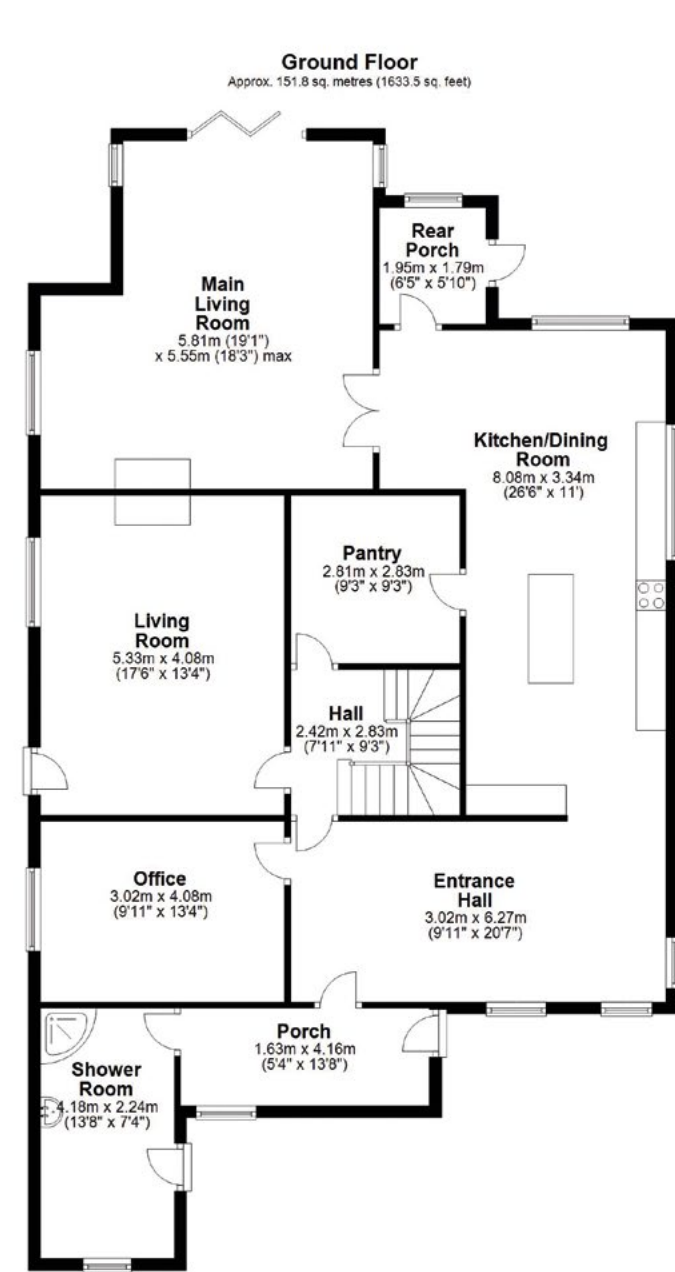 Ground Floor
Approx. 151.8 sq. metres (1633.5 sq. feet)
Rear
Porch
1.95m x 1.79m
(6'5" x 5'10")
Main
Living
Room
5.81m (19'1")
x 5.55m (18'3") max
Kitchen/Dining
Room
8.08m x 3.34m
(26'6" x 11')
Pantry
2.81m x 2.83m
(9'3" x 9'3")
Living
Room
5.33m x 4.08m
(17'6" x 13'4")
Hall
2.42m x 2.83m
(7'11" x 9'3")
Office
3.02m x 4.08m
(9'11" x 13'4")
Entrance
Hall
3.02m x 6.27m
(9'11" x 20'7")
Porch
1.63m x 4.16m
(5'4" x 13'8")
Shower
Room
4.18m x 2.24m
(13'8" x 7'4")